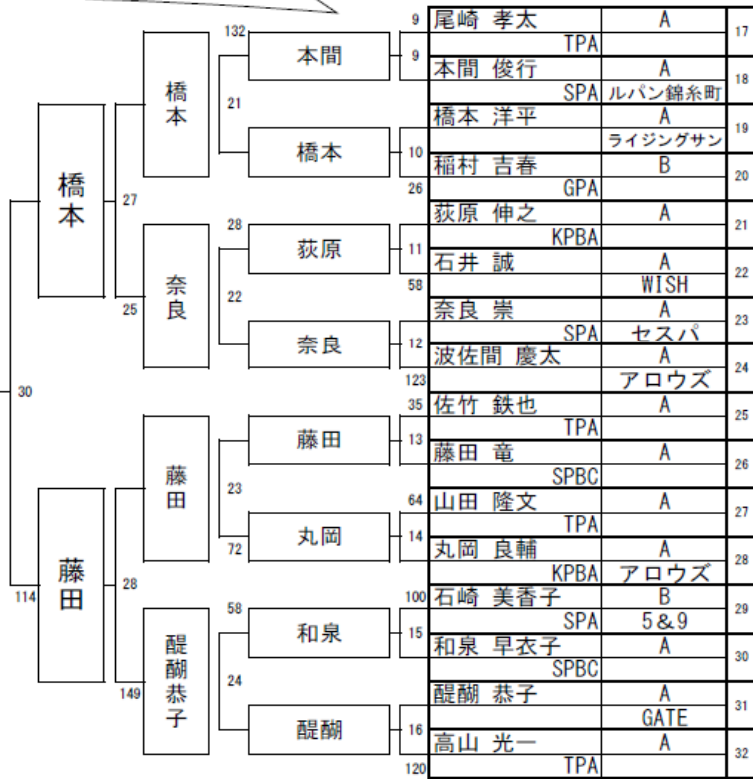 9 尾崎 孝太 A 17
TPA
132 本間 9 本間 俊行 A 18
SPA ルパン錦糸町
橋本 21 橋本 洋平 A 19
ライジングサン
橋本 10 稲村 吉春 B 20
26 GPA
橋本 27 荻原 伸之 A 21
KPBA
28 荻原 11 石井 誠 A 22
58 WISH
奈良 25 22 奈良 崇 A 23
SPA セスパ
奈良 12 波佐間 慶太 A 24
123 アロウズ
30
35 佐竹 鉄也 A 25
TPA
藤田 13 藤田 竜 A 26
SPBC
藤田 23 64 山田 隆文 A 27
TPA
72 丸岡 14 丸岡 良輔 A 28
KPBA アロウズ
藤田 114 28 100 石崎 美香子 B 29
SPA 5&9
58 和泉 15 和泉 早衣子 A 30
SPBC
醍醐恭子 149 24 醍醐 恭子 A 31
GATE
醍醐 16 高山 光一 A 32
120 TPA